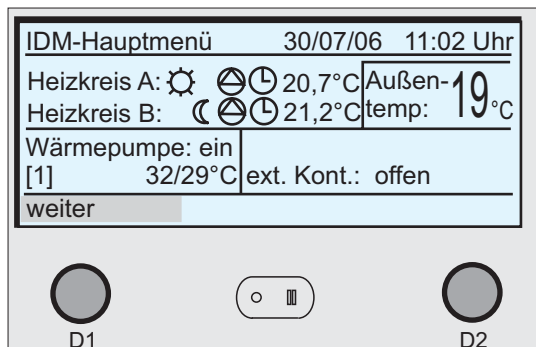 IDM-Hauptmenü 30/07/06 11:02 Uhr
Heizkreis A: 20,7°C
Heizkreis B: 21,2°C
Außen-
temp: 19°C
Wärmepumpe: ein
[1] 32/29°C ext. Kont.: offen
weiter
D1 D2